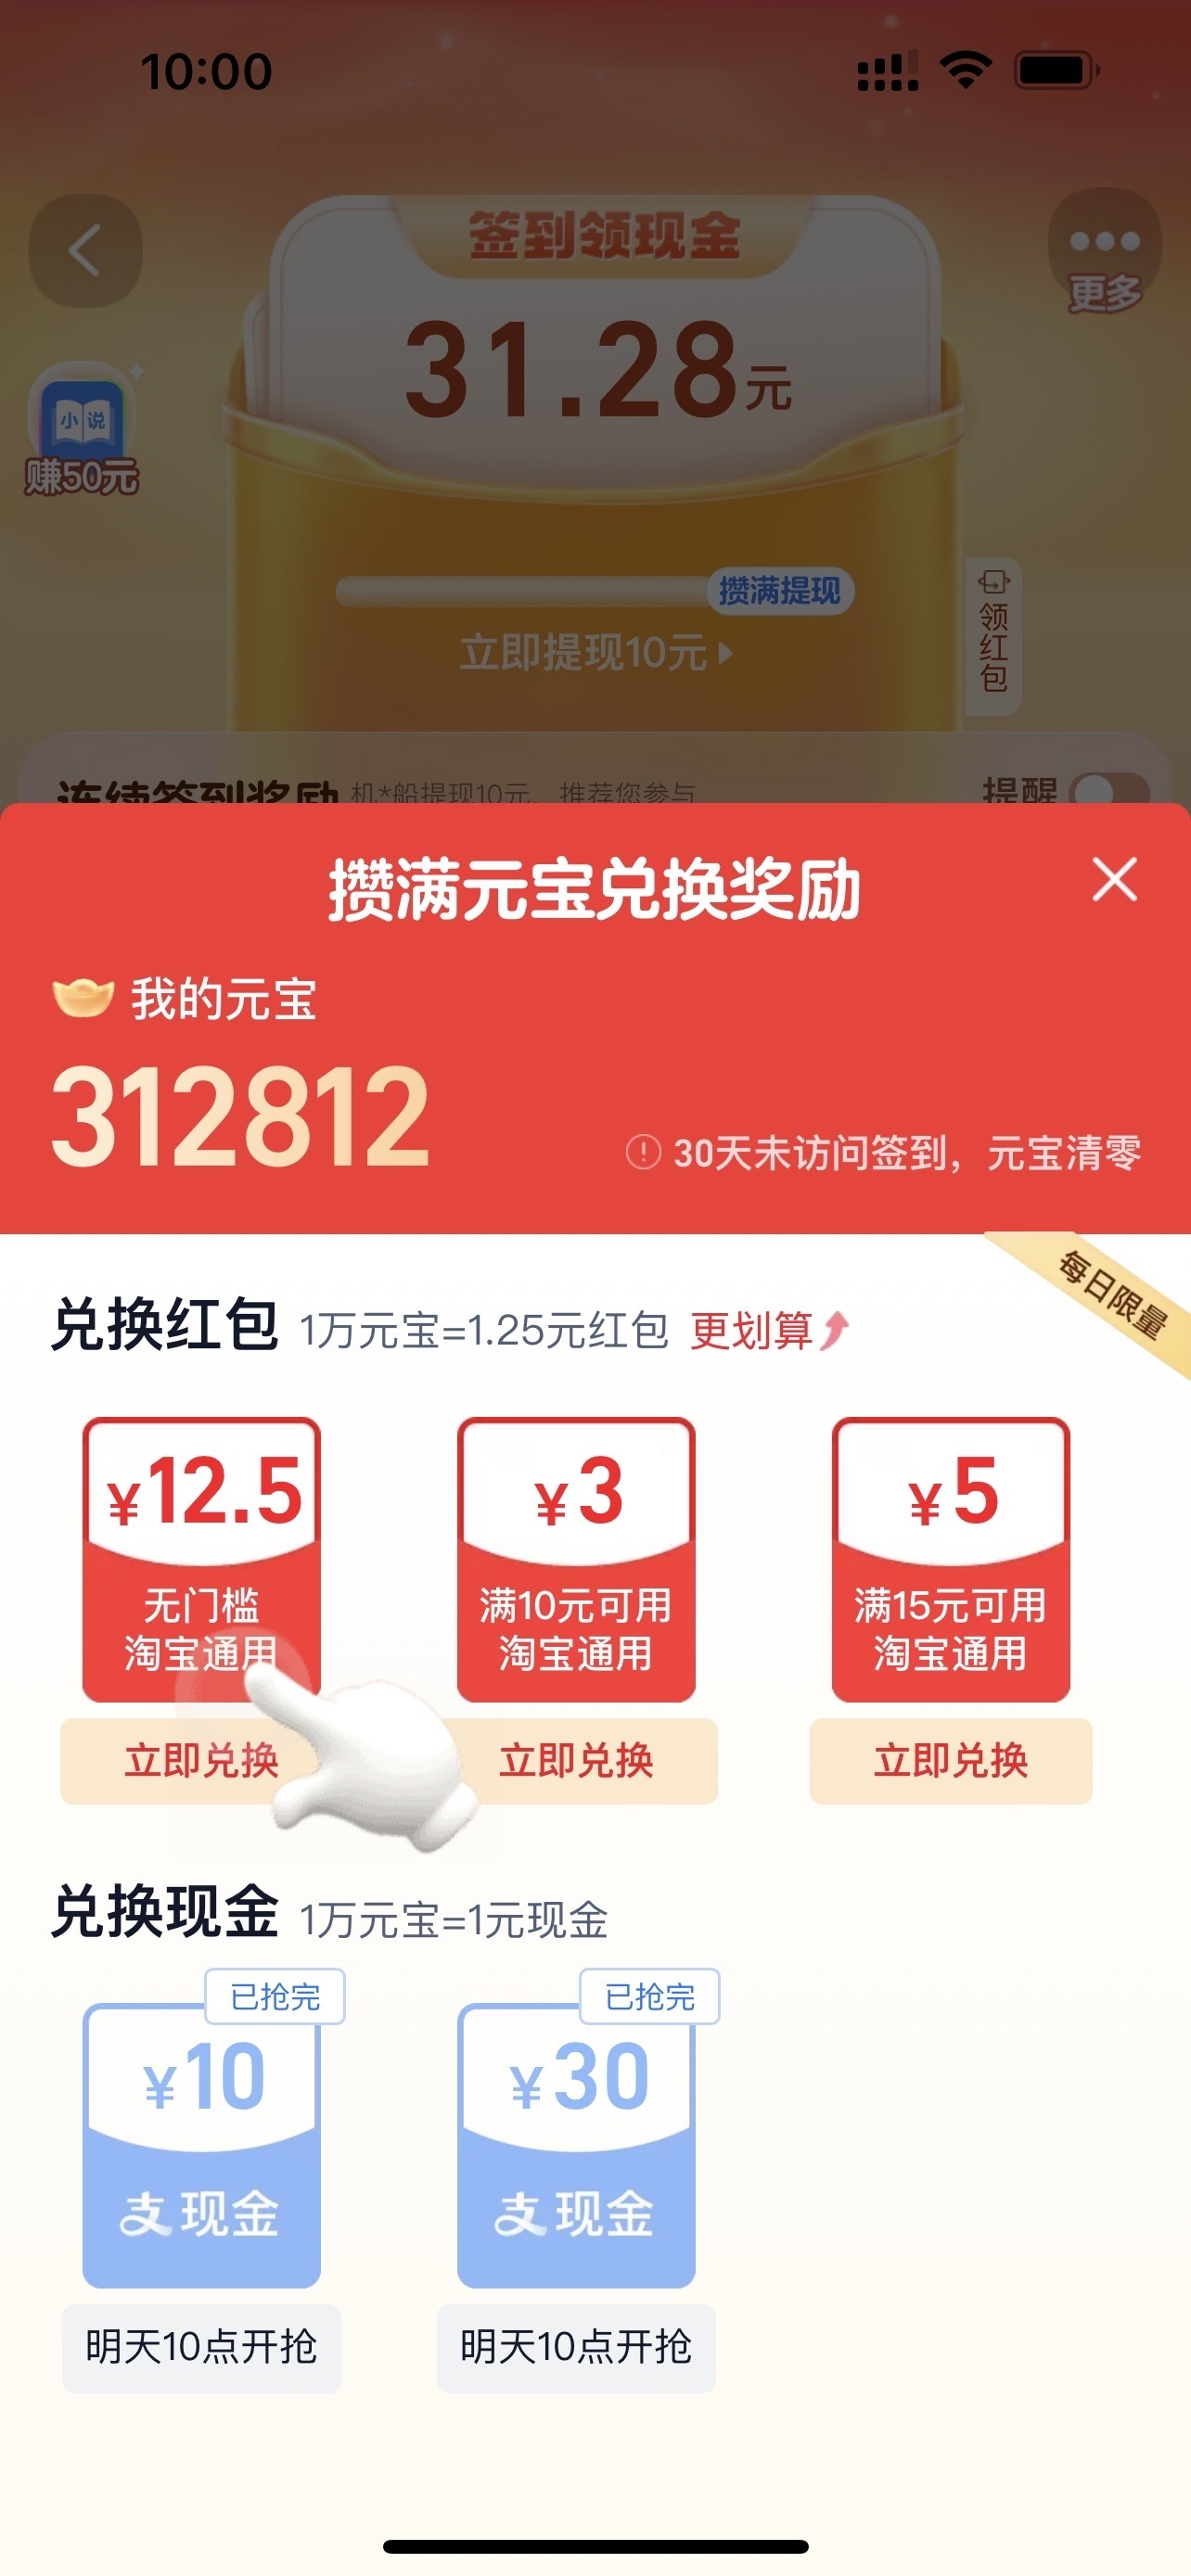 10:00
签到领现金
更多
31.28元
小说
赚50元
攒满提现
立即提现10元
领红包
连续签到奖励 机*船提现10元，推荐您参与 提醒
攒满元宝兑换奖励
我的元宝
312812
30天未访问签到，元宝清零
每日限量
兑换红包 1万元宝=1.25元红包 更划算
¥12.5 ¥3 ¥5
无门槛 满10元可用 满15元可用
淘宝通用 淘宝通用 淘宝通用
立即兑换 立即兑换 立即兑换
兑换现金 1万元宝=1元现金
已抢完 已抢完
¥10 ¥30
支 现金 支 现金
明天10点开抢 明天10点开抢